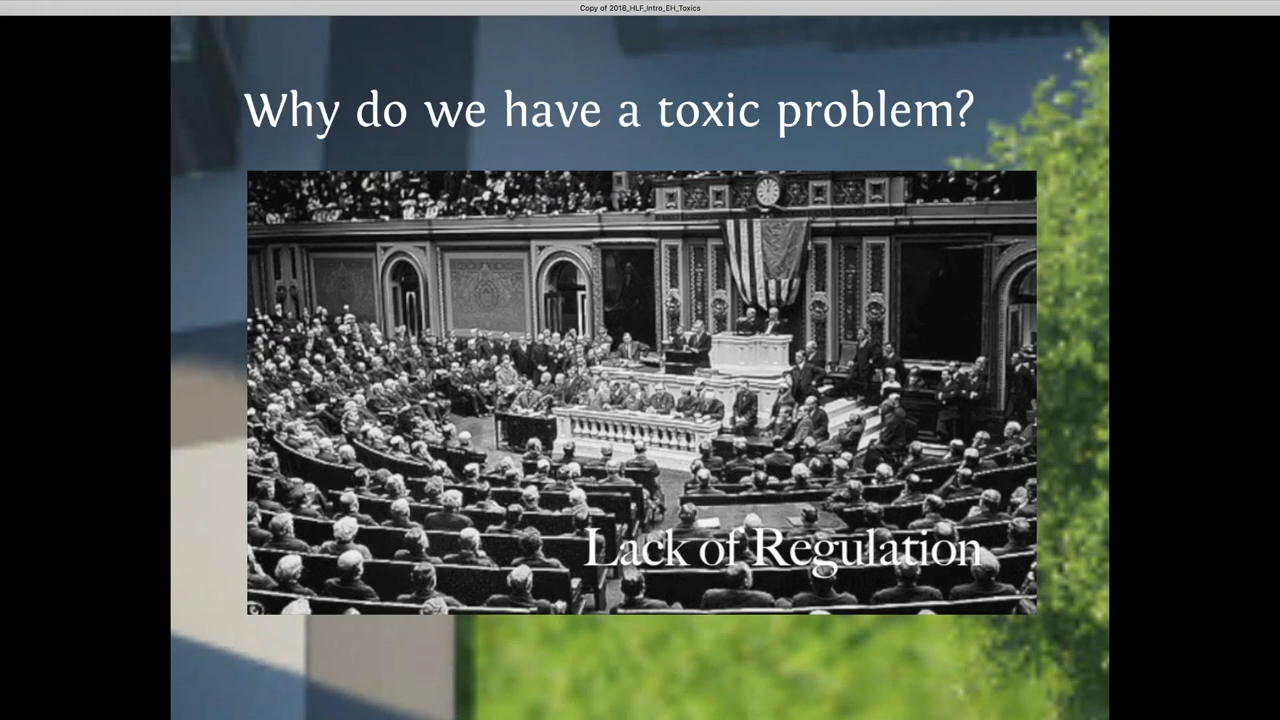 Copy of 2018_HLF_Intro_EH_Toxics
Why do we have a toxic problem?
Lack of Regulation